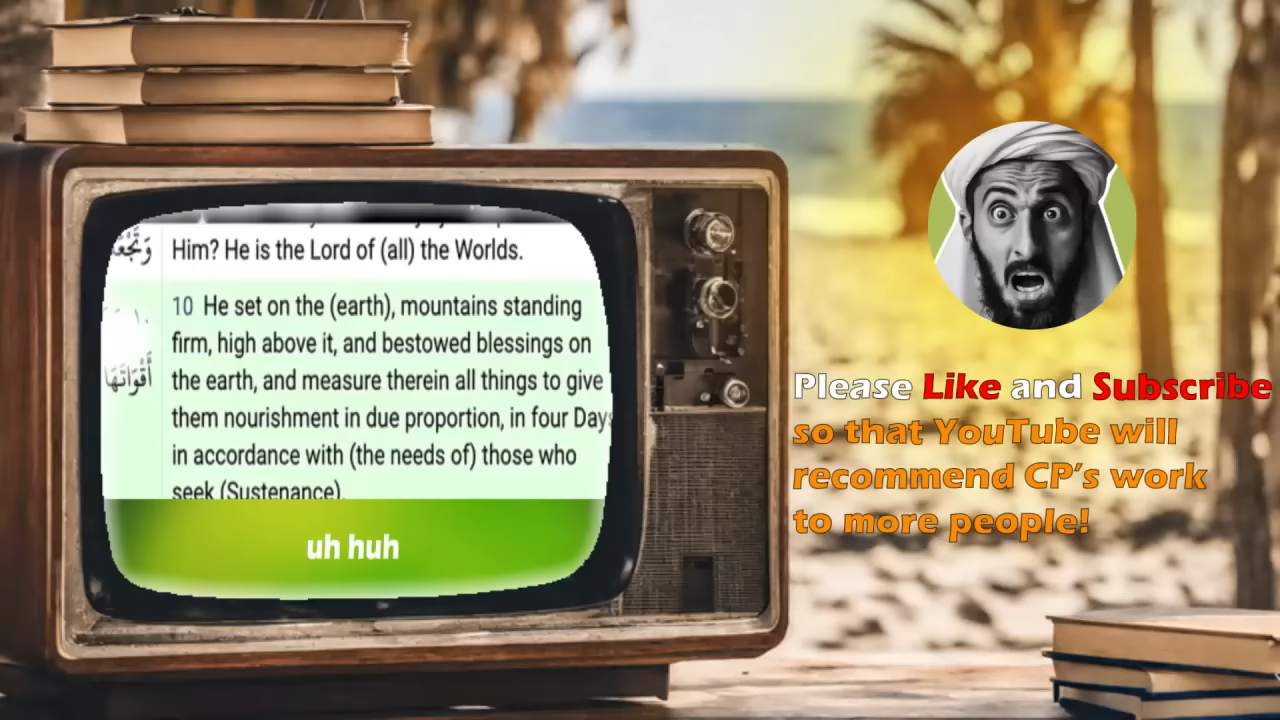 وَتَجْعَ
Him? He is the Lord of (all) the Worlds.
10 He set on the (earth), mountains standing
firm, high above it, and bestowed blessings on
the earth, and measure therein all things to give
أَقْوَاتَهَا
them nourishment in due proportion, in four Days
in accordance with (the needs of) those who
seek (Sustenance).
uh huh
Please Like and Subscribe
so that YouTube will
recommend CP's work
to more people!